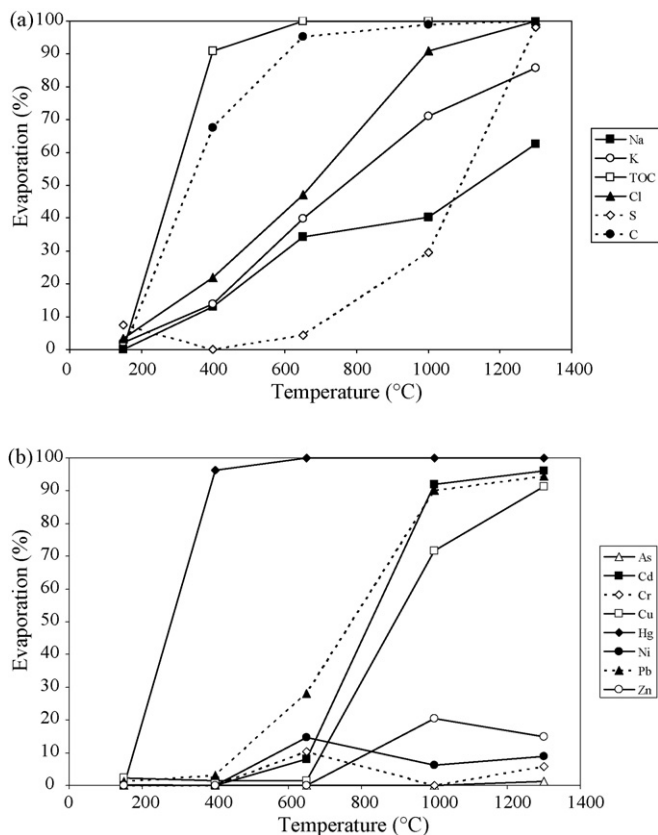 (a)
100
90
80
70
60
50
40
30
20
10
0
Evaporation (%)
0 200 400 600 800 1000 1200 1400
Temperature (°C)
Na
K
TOC
Cl
S
C
(b)
100
90
80
70
60
50
40
30
20
10
0
Evaporation (%)
0 200 400 600 800 1000 1200 1400
Temperature (°C)
As
Cd
Cr
Cu
Hg
Ni
Pb
Zn